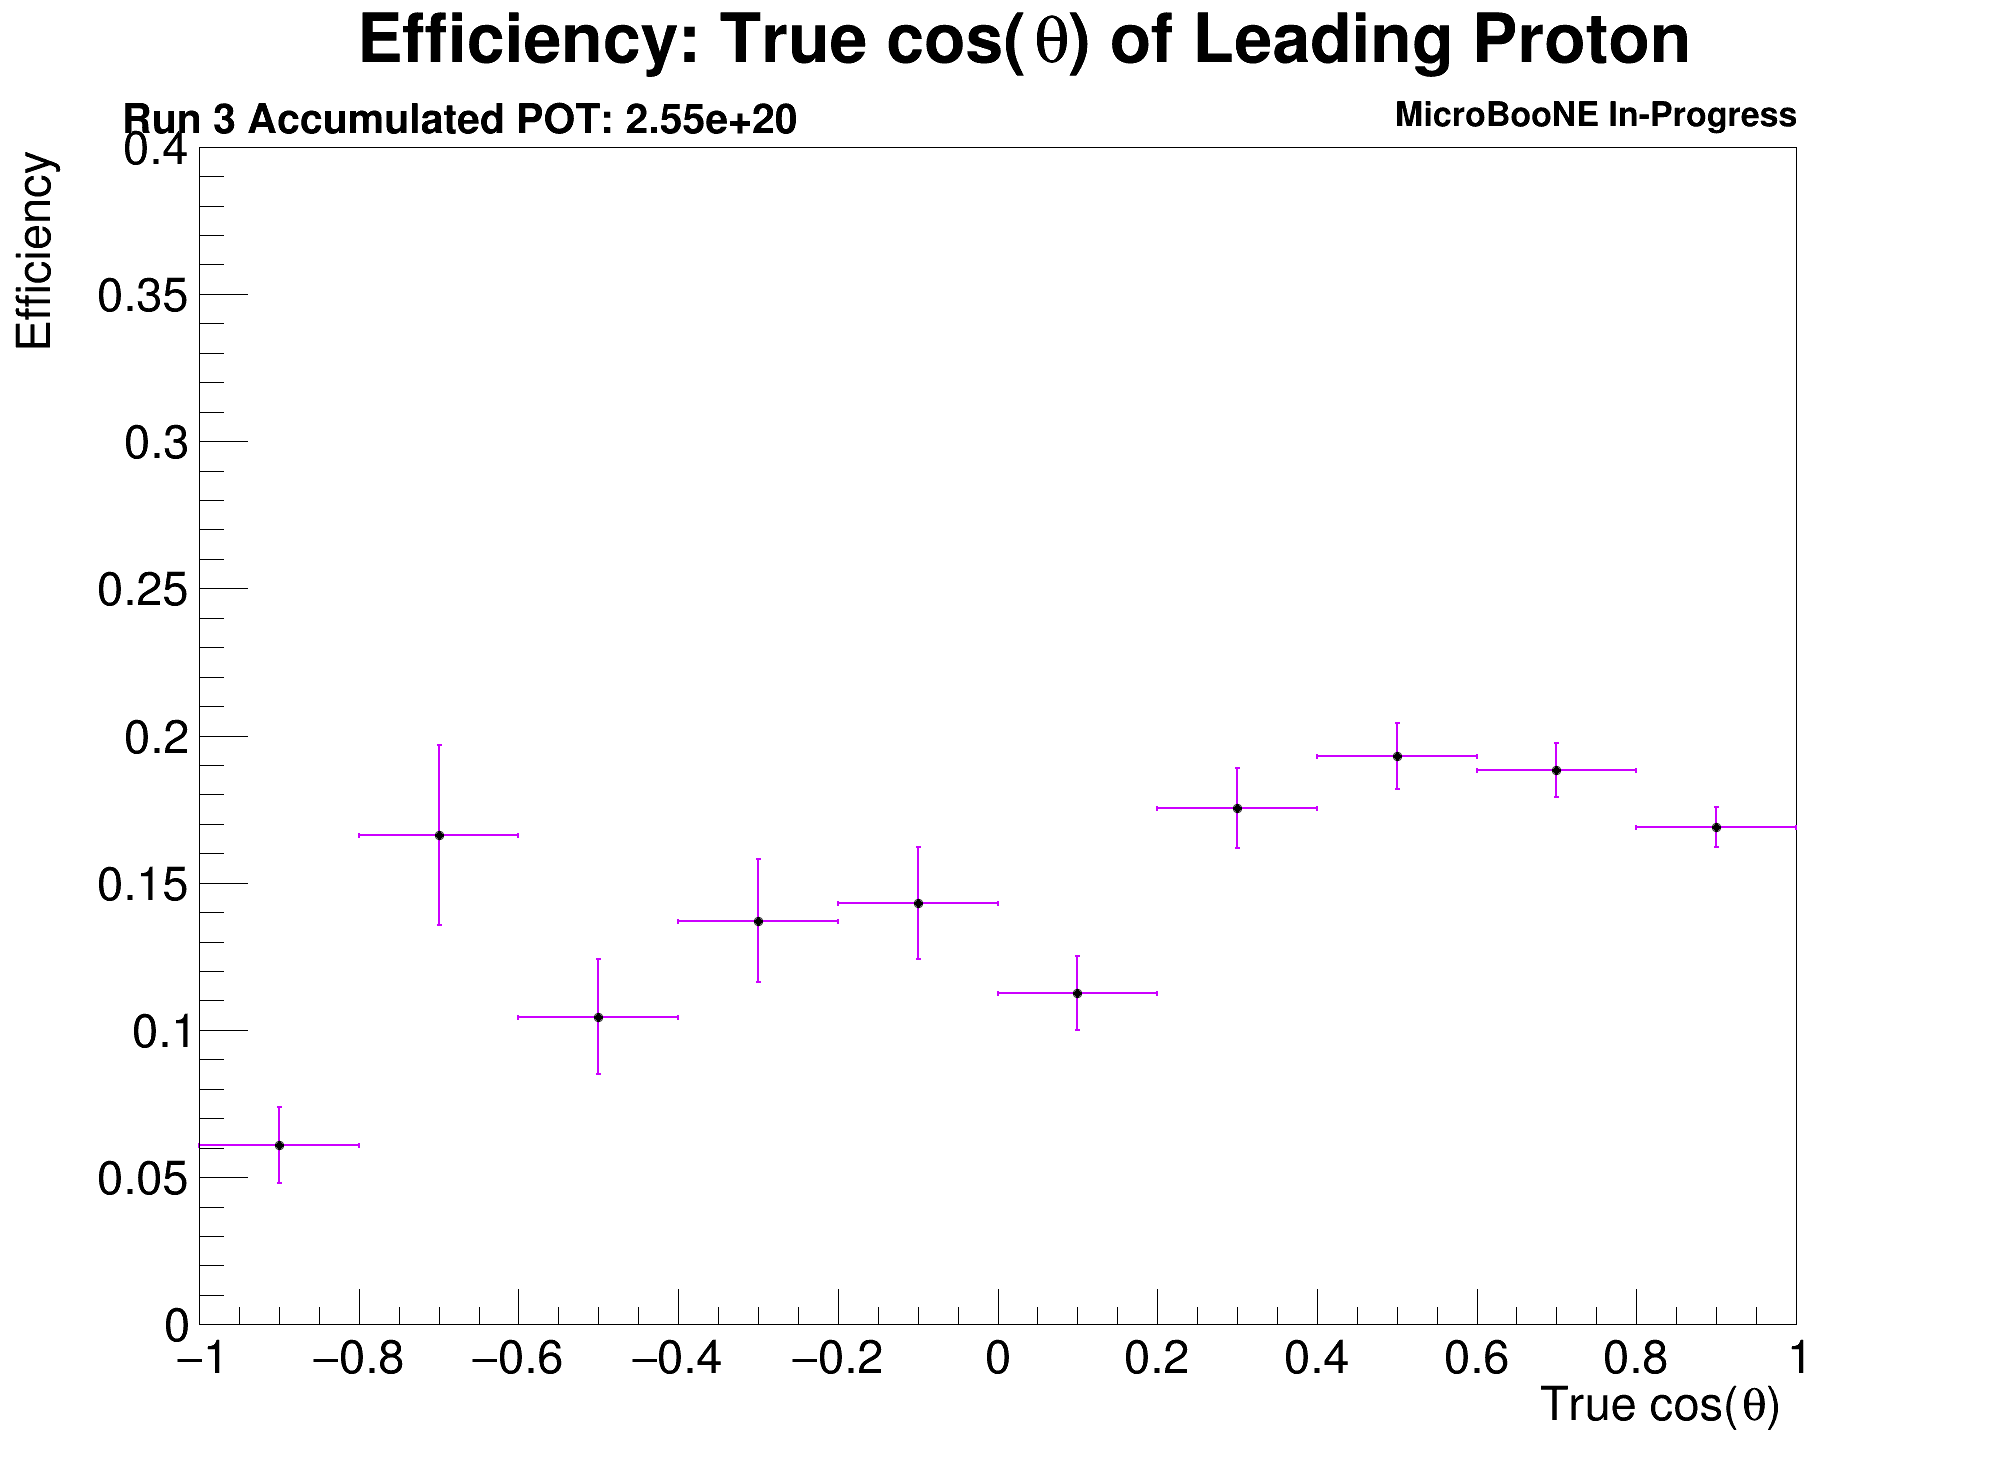 Efficiency: True cos(θ) of Leading Proton
Run 3 Accumulated POT: 2.55e+20
MicroBooNE In-Progress
Efficiency
0.4
0.35
0.3
0.25
0.2
0.15
0.1
0.05
0
−1 −0.8 −0.6 −0.4 −0.2 0 0.2 0.4 0.6 0.8 1
True cos(θ)